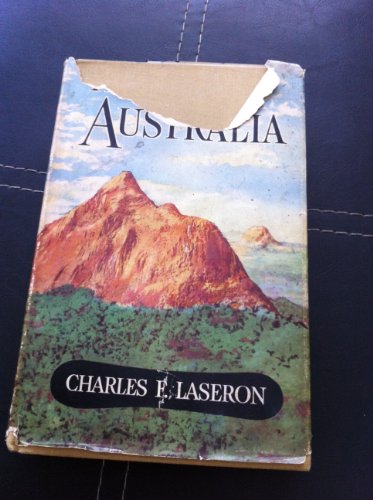 AUSTRALIA
CHARLES F. LASERON